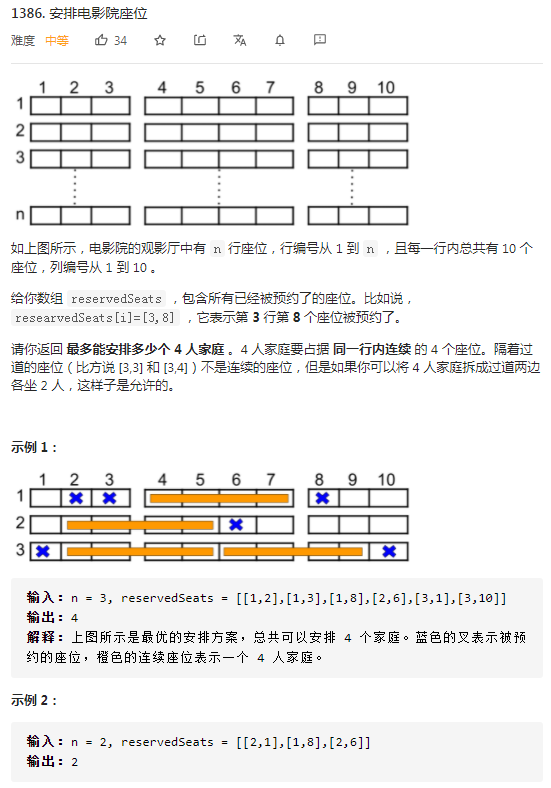 1386. 安排电影院座位
难度 中等 34
1 2 3 4 5 6 7 8 9 10
1
2
3
n
如上图所示，电影院的观影厅中有 n 行座位，行编号从 1 到 n ，且每一行内总共有 10 个
座位，列编号从 1 到 10 。
给你数组 reservedSeats ，包含所有已经被预约了的座位。比如说，
researvedSeats[i]=[3,8] ，它表示第 3 行第 8 个座位被预约了。
请你返回 最多能安排多少个 4 人家庭 。4 人家庭要占据 同一行内连续 的 4 个座位。隔着过
道的座位（比方说 [3,3] 和 [3,4]）不是连续的座位，但是如果你可以将 4 人家庭拆成过道两边
各坐 2 人，这样子是允许的。
示例 1：
1 2 3 4 5 6 7 8 9 10
1
2
3
输入：n = 3, reservedSeats = [[1,2],[1,3],[1,8],[2,6],[3,1],[3,10]]
输出：4
解释：上图所示是最优的安排方案，总共可以安排 4 个家庭。蓝色的叉表示被预
约的座位，橙色的连续座位表示一个 4 人家庭。
示例 2：
输入：n = 2, reservedSeats = [[2,1],[1,8],[2,6]]
输出：2